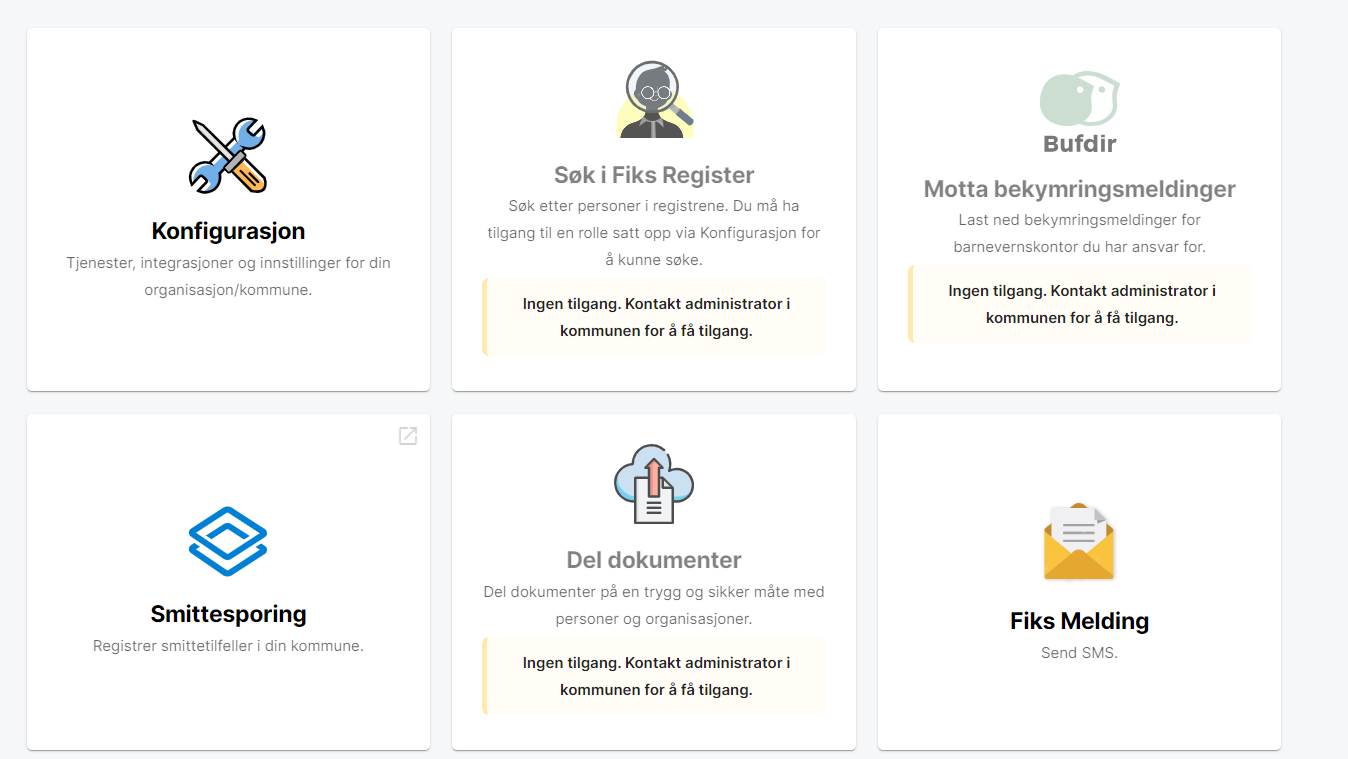 Konfigurasjon
Tjenester, integrasjoner og innstillinger for din
organisasjon/kommune.
Søk i Fiks Register
Søk etter personer i registrene. Du må ha
tilgang til en rolle satt opp via Konfigurasjon for
å kunne søke.
Ingen tilgang. Kontakt administrator i
kommunen for å få tilgang.
Bufdir
Motta bekymringsmeldinger
Last ned bekymringsmeldinger for
barnevernskontor du har ansvar for.
Ingen tilgang. Kontakt administrator i
kommunen for å få tilgang.
Smittesporing
Registrer smittetilfeller i din kommune.
Del dokumenter
Del dokumenter på en trygg og sikker måte med
personer og organisasjoner.
Ingen tilgang. Kontakt administrator i
kommunen for å få tilgang.
Fiks Melding
Send SMS.